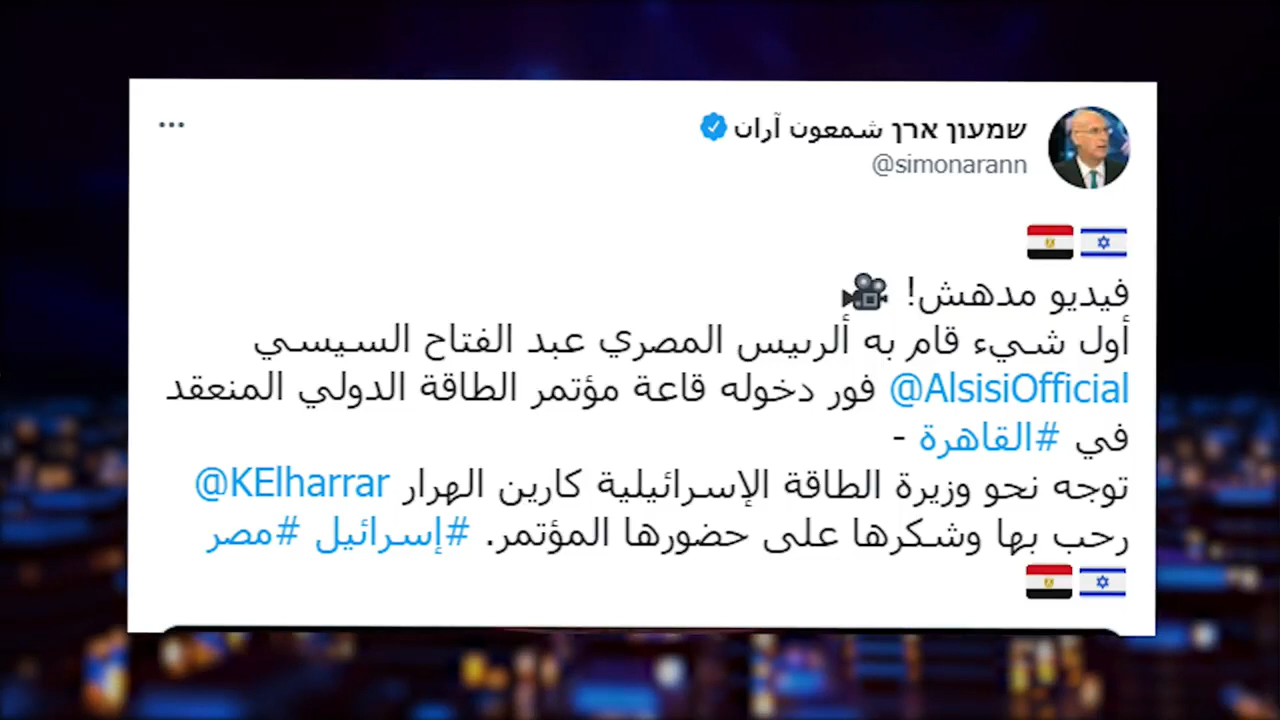 שמעון ארן شمعون آران
@simonarann
فيديو مدهش!
أول شيء قام به ألرىيس المصري عبد الفتاح السيسي
@AlsisiOfficial فور دخوله قاعة مؤتمر الطاقة الدولي المنعقد
في #القاهرة -
توجه نحو وزيرة الطاقة الإسرائيلية كارين الهرار @KElharrar
رحب بها وشكرها على حضورها المؤتمر. #إسرائيل #مصر